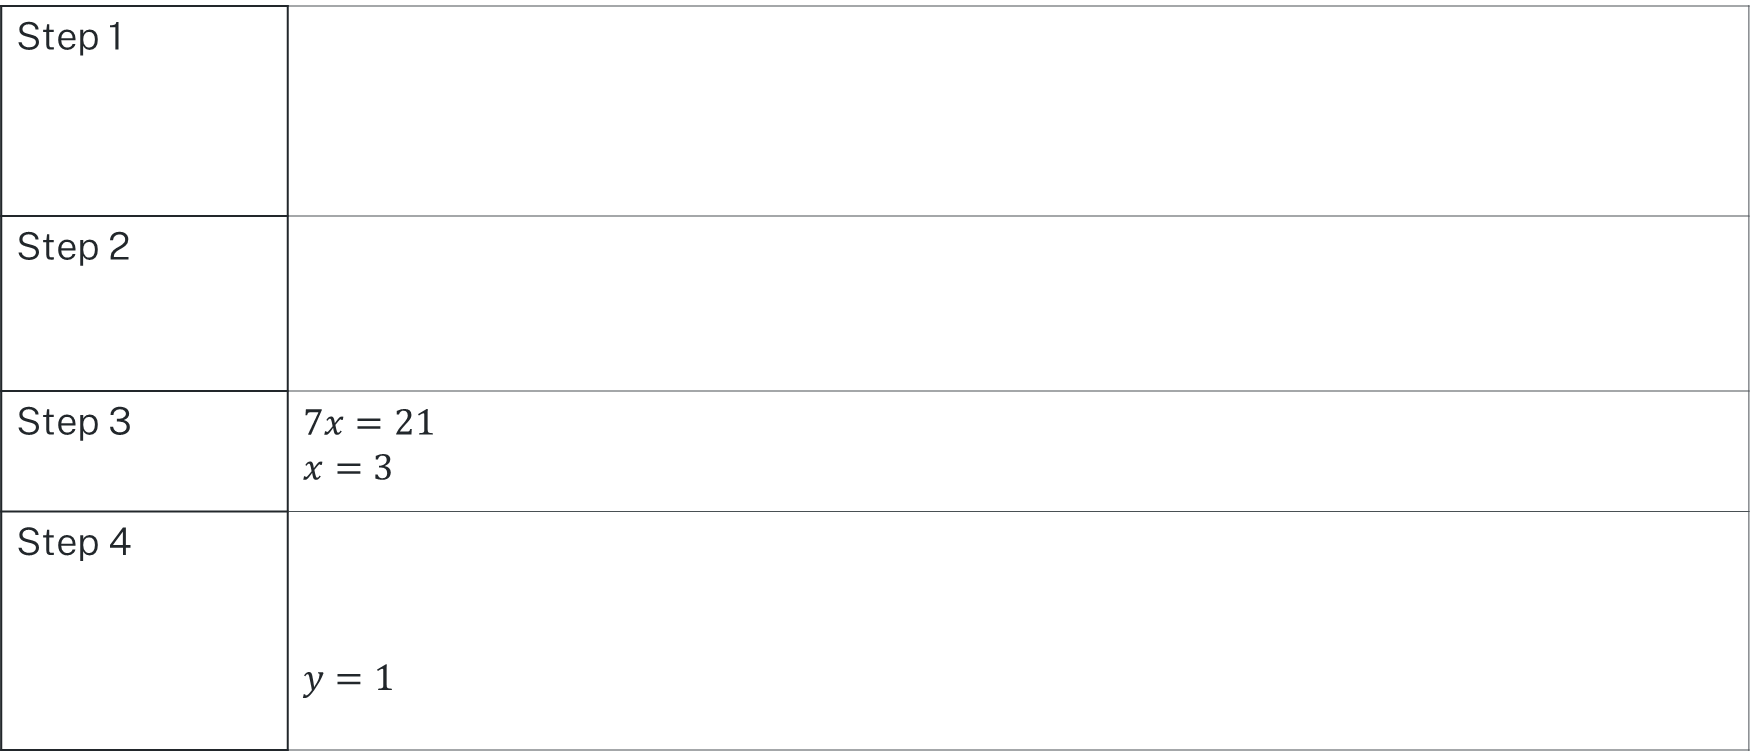 Step 1
Step 2
Step 3
7x = 21
x = 3
Step 4
y = 1